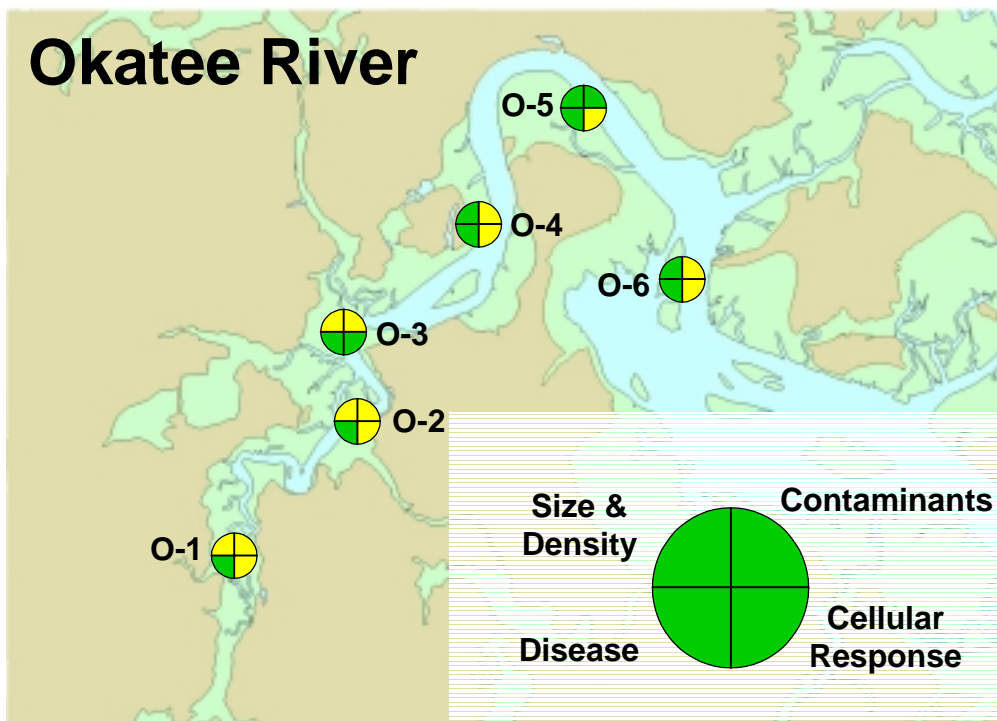 Okatee River
O-5
O-4
O-6
O-3
O-2
O-1
Size &
Density
Contaminants
Disease
Cellular
Response